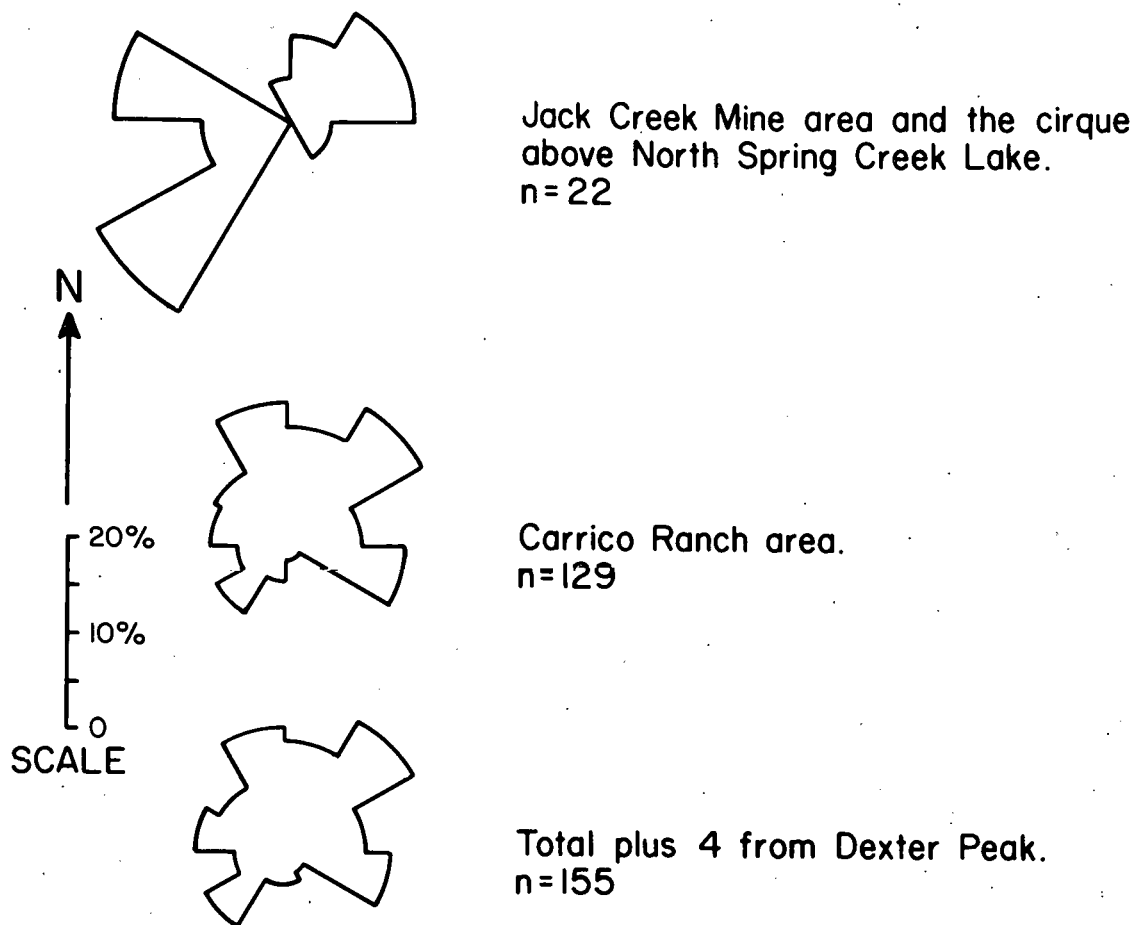 Jack Creek Mine area and the cirque
above North Spring Creek Lake.
n=22
N
20%
10%
0
SCALE
Carrico Ranch area.
n=129
Total plus 4 from Dexter Peak.
n=155